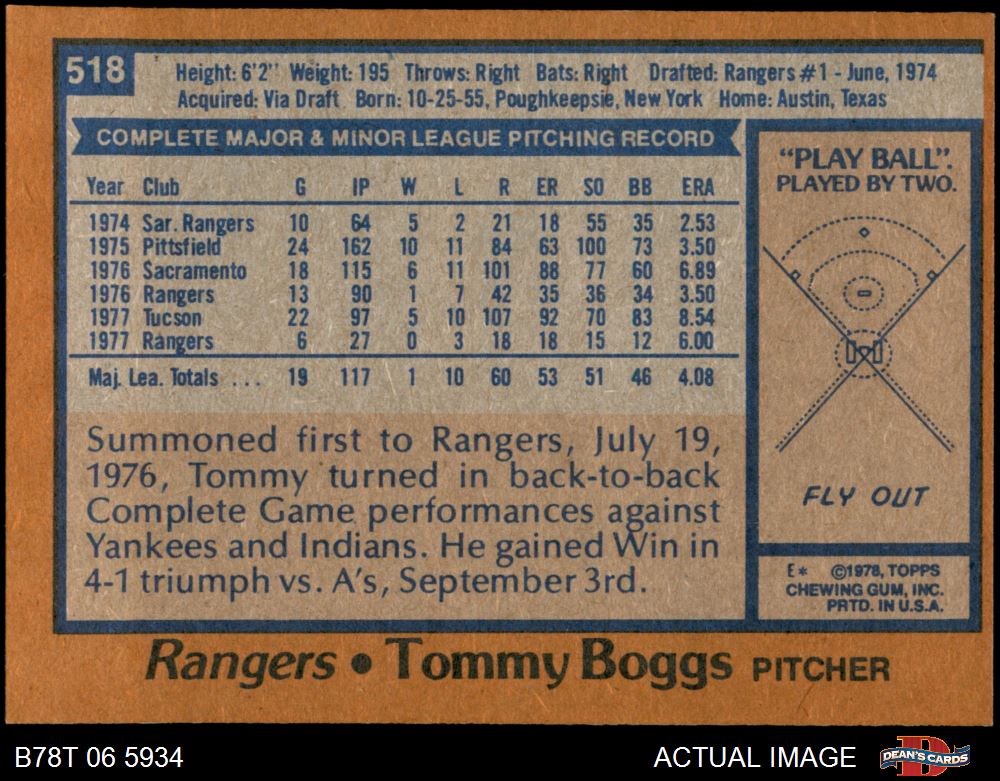 518
Height: 6'2" Weight: 195 Throws: Right Bats: Right Drafted: Rangers #1 - June, 1974
Acquired: Via Draft Born: 10-25-55, Poughkeepsie, New York Home: Austin, Texas
COMPLETE MAJOR & MINOR LEAGUE PITCHING RECORD
Year Club G IP W L R ER SO BB ERA
1974 Sar. Rangers 10 64 5 2 21 18 55 35 2.53
1975 Pittsfield 24 162 10 11 84 63 100 73 3.50
1976 Sacramento 18 115 6 11 101 88 77 60 6.89
1976 Rangers 13 90 1 7 42 35 36 34 3.50
1977 Tucson 22 97 5 10 107 92 70 83 8.54
1977 Rangers 6 27 0 3 18 18 15 12 6.00
Maj. Lea. Totals ... 19 117 1 10 60 53 51 46 4.08
Summoned first to Rangers, July 19,
1976, Tommy turned in back-to-back
Complete Game performances against
Yankees and Indians. He gained Win in
4-1 triumph vs. A's, September 3rd.
"PLAY BALL".
PLAYED BY TWO.
FLY OUT
E* ©1978, TOPPS
CHEWING GUM, INC.
PRTD. IN U.S.A.
Rangers • Tommy Boggs PITCHER
B78T 06 5934
ACTUAL IMAGE
DEAN'S CARDS